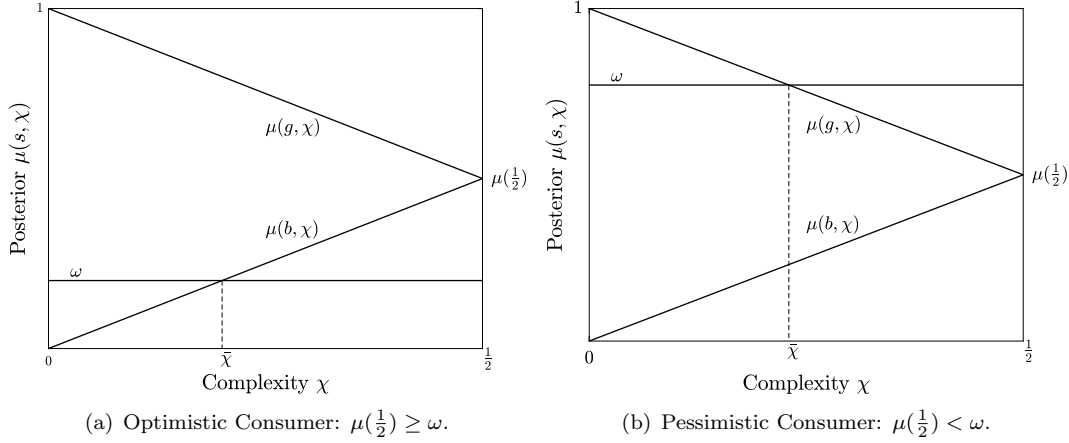 1
Posterior μ(s, χ)
μ(g, χ)
μ(½)
μ(b, χ)
ω
0
χ̄
½
Complexity χ
(a) Optimistic Consumer: μ(½) ≥ ω.
1
Posterior μ(s, χ)
ω
μ(g, χ)
μ(½)
μ(b, χ)
0
χ̄
½
Complexity χ
(b) Pessimistic Consumer: μ(½) < ω.